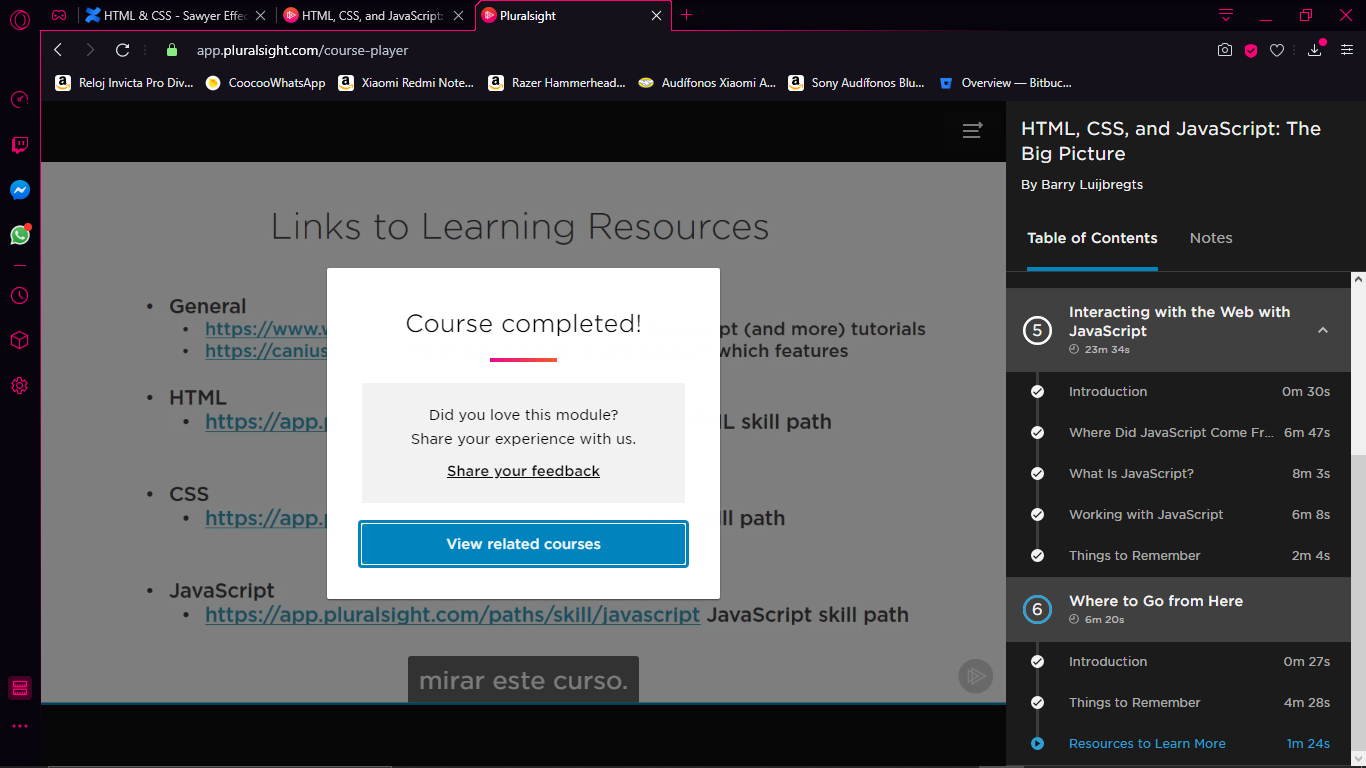 HTML & CSS - Sawyer Effec
HTML, CSS, and JavaScript:
Pluralsight
app.pluralsight.com/course-player
Reloj Invicta Pro Div...
CoocooWhatsApp
Xiaomi Redmi Note...
Razer Hammerhead...
Audífonos Xiaomi A...
Sony Audífonos Blu...
Overview — Bitbuc...
Links to Learning Resources
• General
• https://www.w
pt (and more) tutorials
• https://canius
which features
• HTML
• https://app.p
L skill path
• CSS
• https://app.p
ll path
• JavaScript
• https://app.pluralsight.com/paths/skill/javascript JavaScript skill path
mirar este curso.
Course completed!
Did you love this module?
Share your experience with us.
Share your feedback
View related courses
HTML, CSS, and JavaScript: The
Big Picture
By Barry Luijbregts
Table of Contents
Notes
5
Interacting with the Web with
JavaScript
23m 34s
Introduction 0m 30s
Where Did JavaScript Come Fr... 6m 47s
What Is JavaScript? 8m 3s
Working with JavaScript 6m 8s
Things to Remember 2m 4s
6
Where to Go from Here
6m 20s
Introduction 0m 27s
Things to Remember 4m 28s
Resources to Learn More 1m 24s